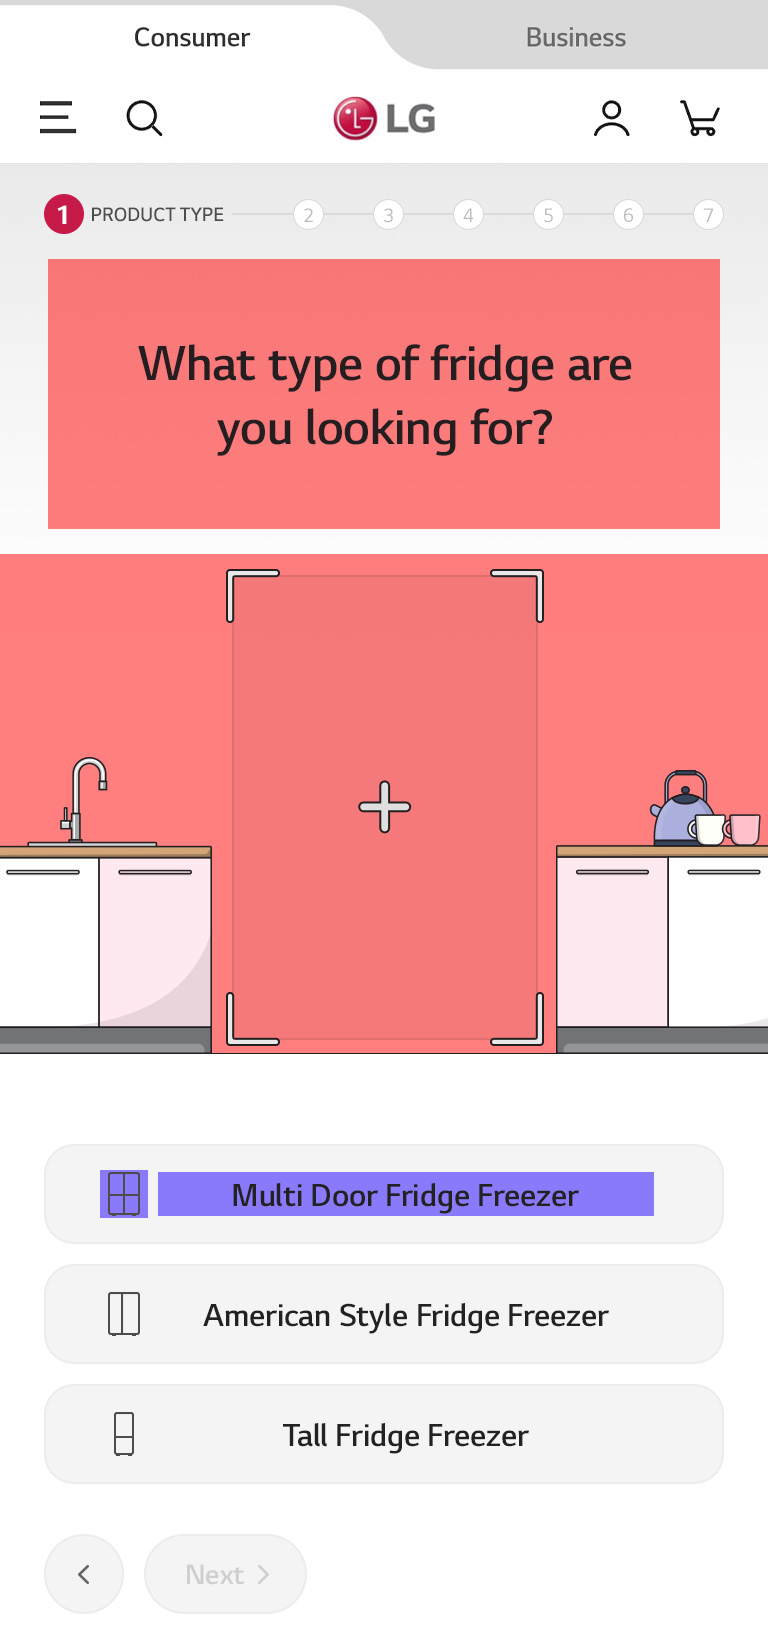 Consumer
Business
LG
1 PRODUCT TYPE 2 3 4 5 6 7
What type of fridge are
you looking for?
Multi Door Fridge Freezer
American Style Fridge Freezer
Tall Fridge Freezer
Next